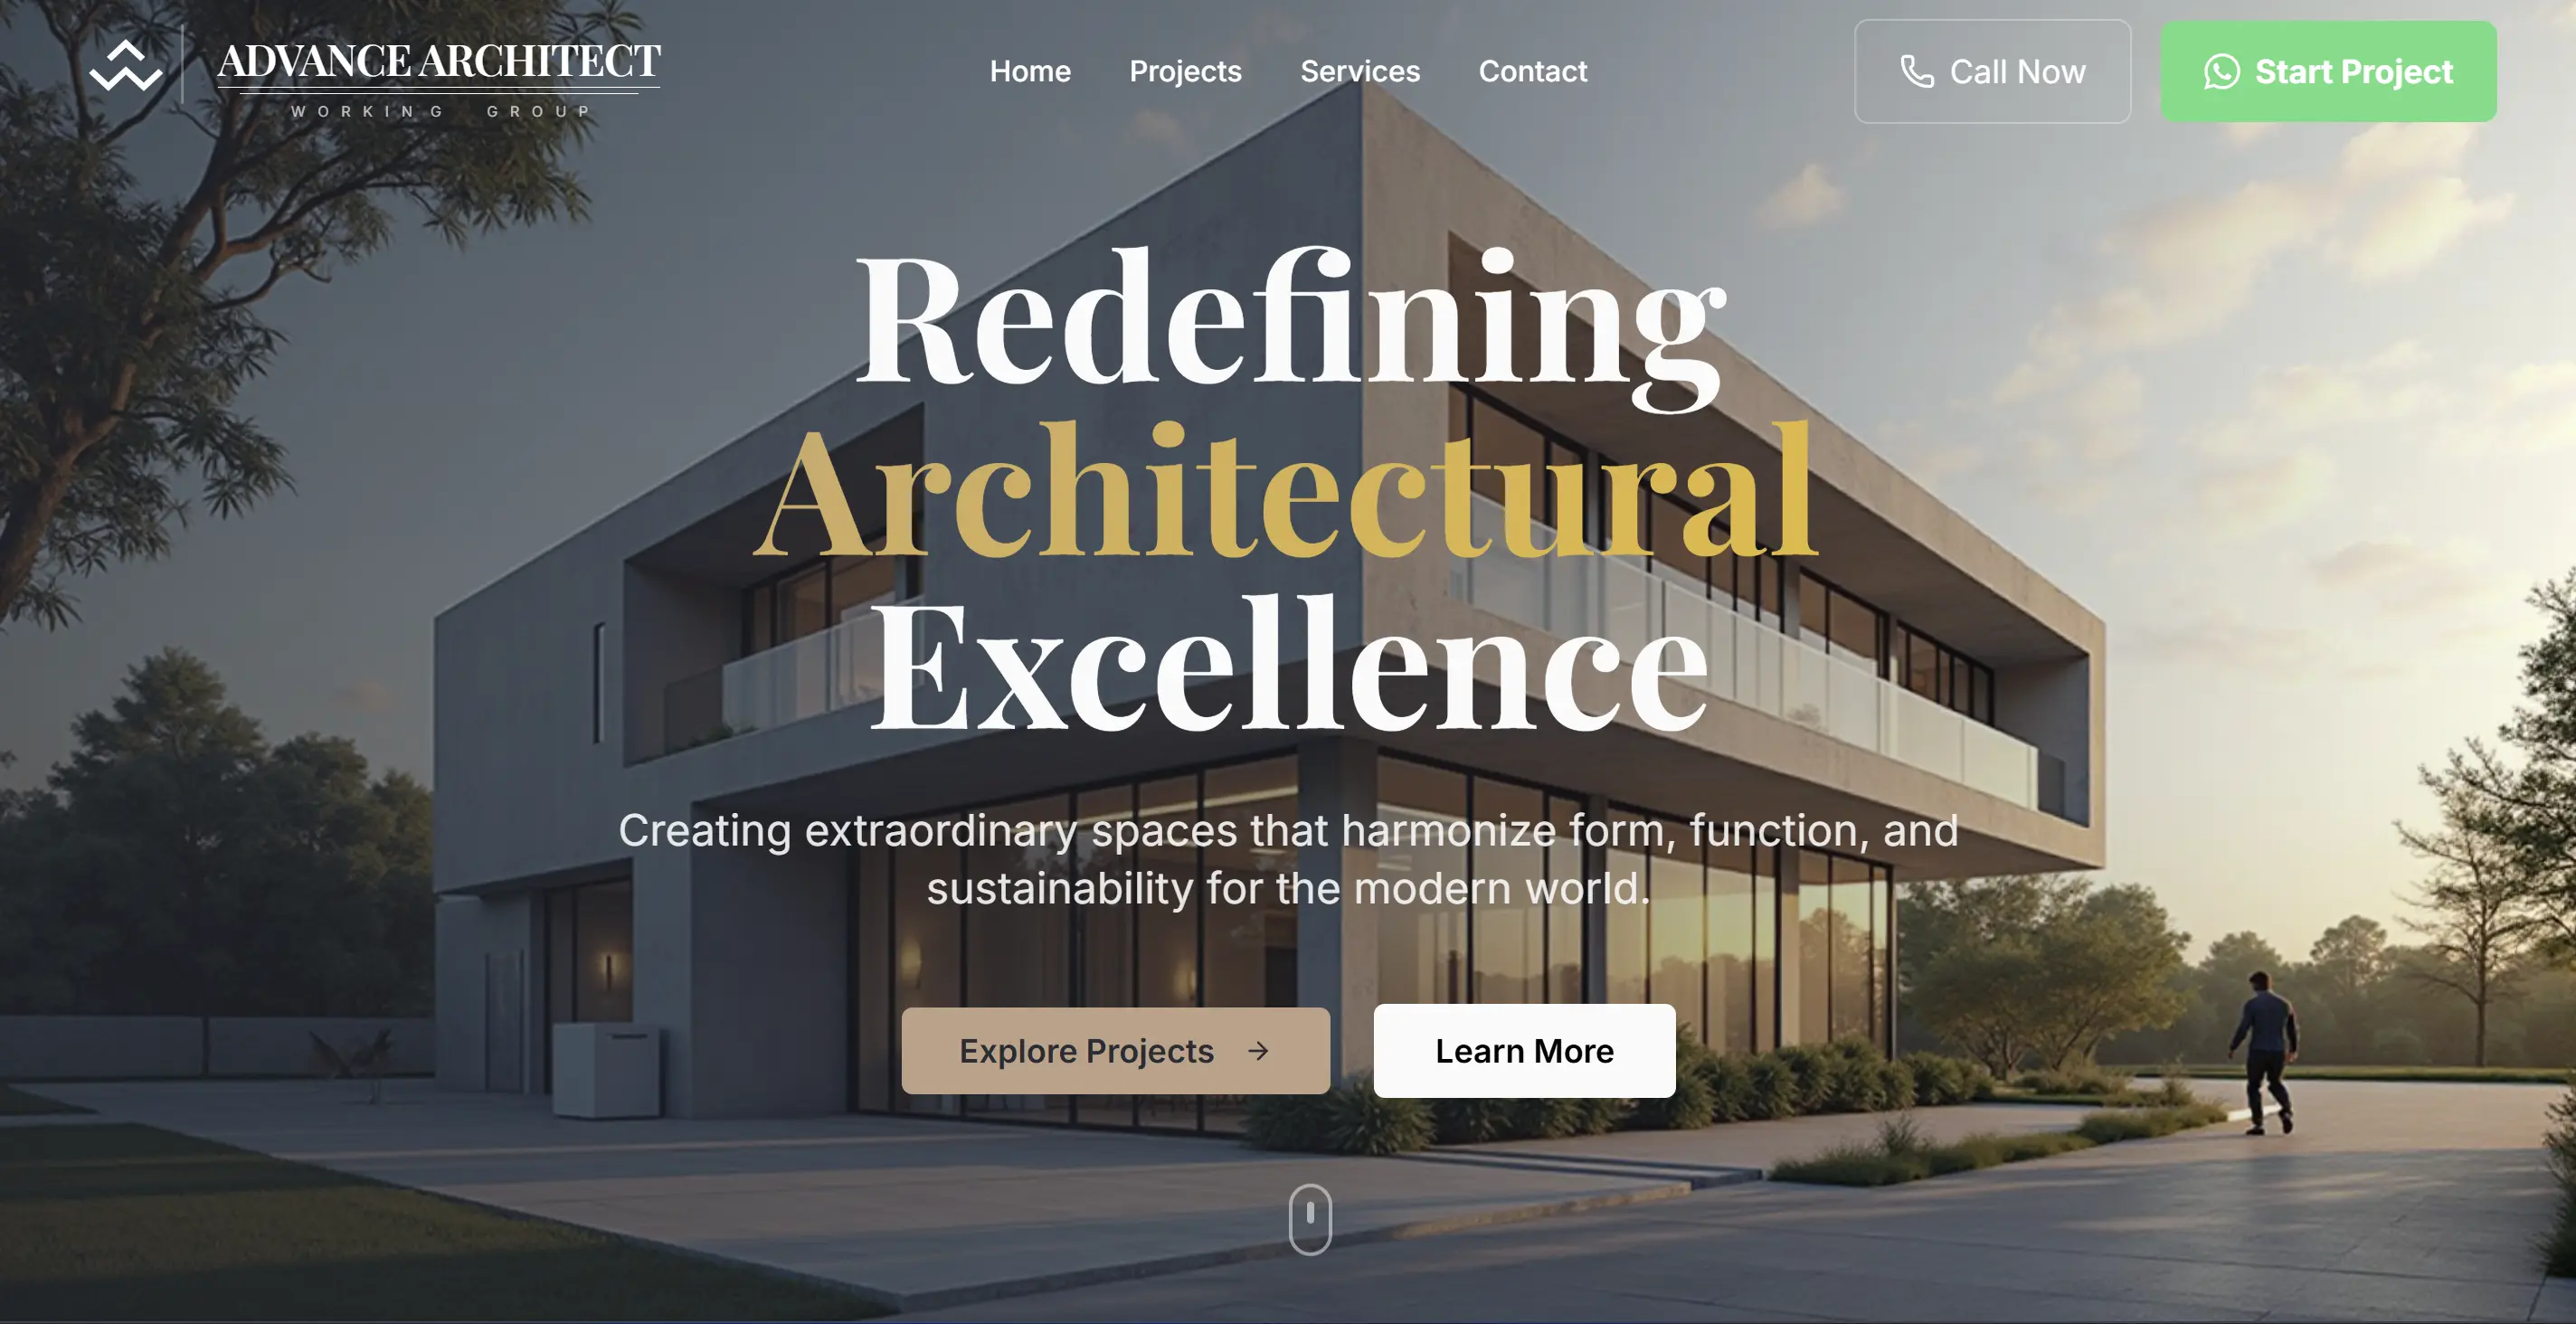 ADVANCE ARCHITECT
WORKING GROUP
Home
Projects
Services
Contact
Call Now
Start Project
Redefining
Architectural
Excellence
Creating extraordinary spaces that harmonize form, function, and
sustainability for the modern world.
Explore Projects
Learn More